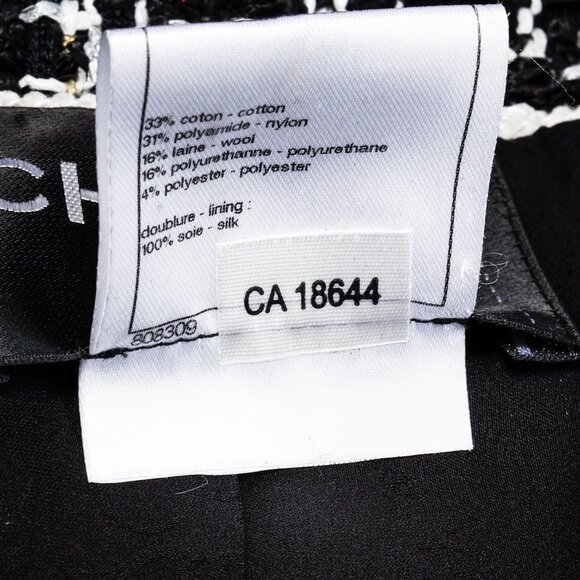 33% coton - cotton
31% polyamide - nylon
16% laine - wool
16% polyurethanne - polyurethane
4% polyester - polyester
doublure - lining :
100% soie - silk
CH
CA 18644
808309